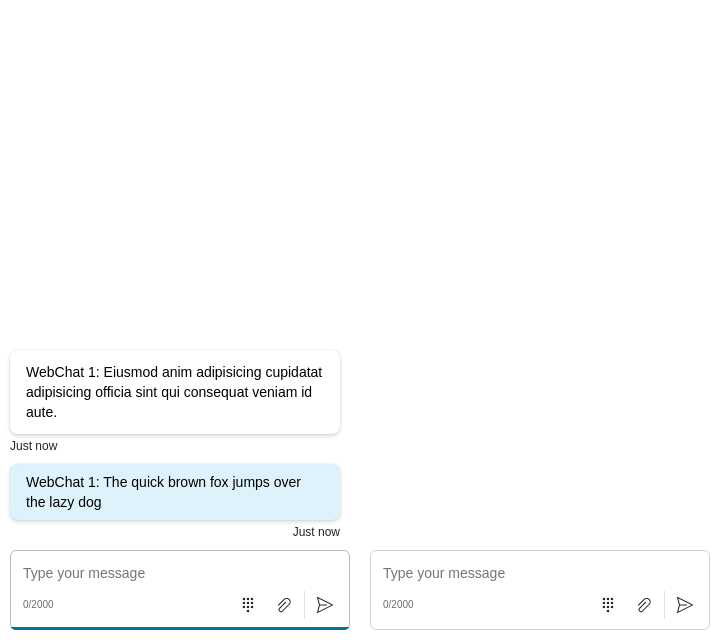 WebChat 1: Eiusmod anim adipisicing cupidatat
adipisicing officia sint qui consequat veniam id
aute.
Just now
WebChat 1: The quick brown fox jumps over
the lazy dog
Just now
Type your message
0/2000
Type your message
0/2000